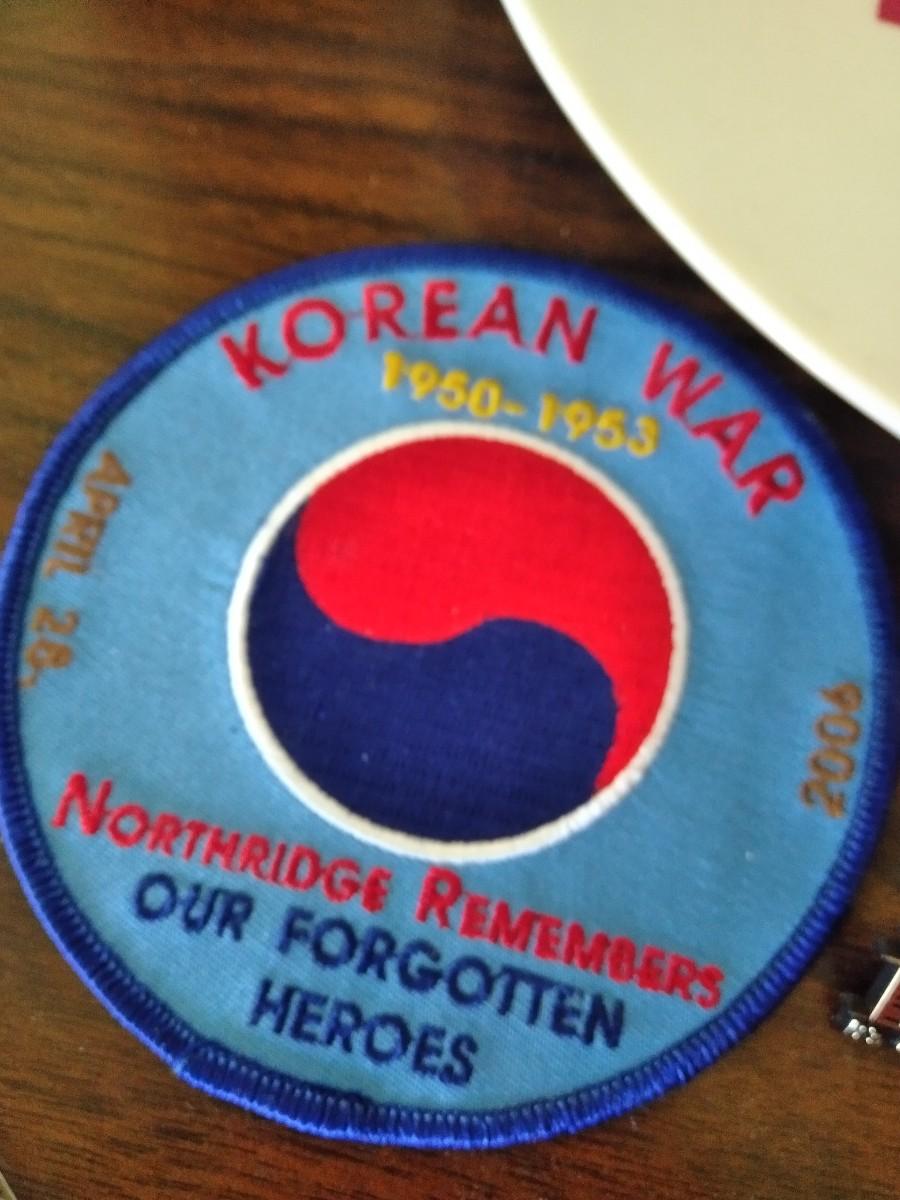 KOREAN WAR
1950-1953
APRIL 28,
2006
NORTHRIDGE REMEMBERS
OUR FORGOTTEN
HEROES